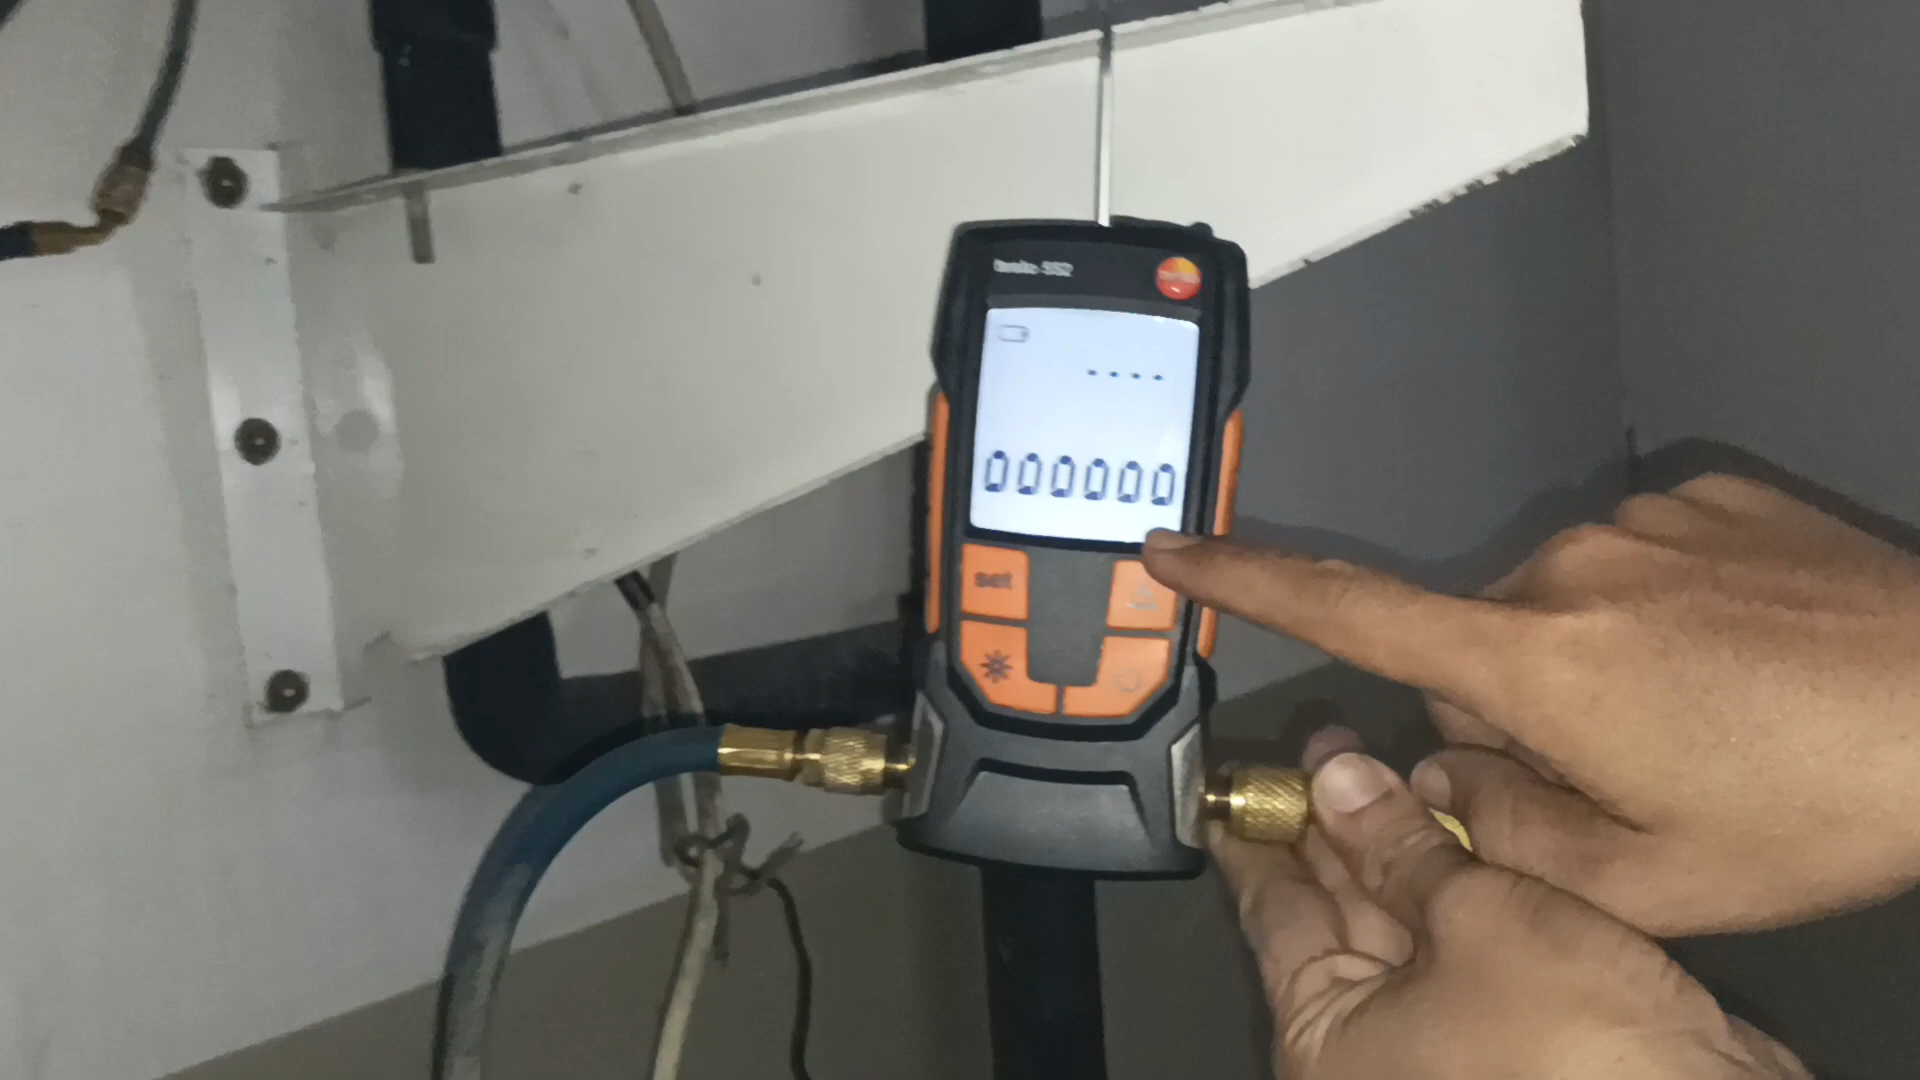 testo 552
testo
- - - -
000000
set